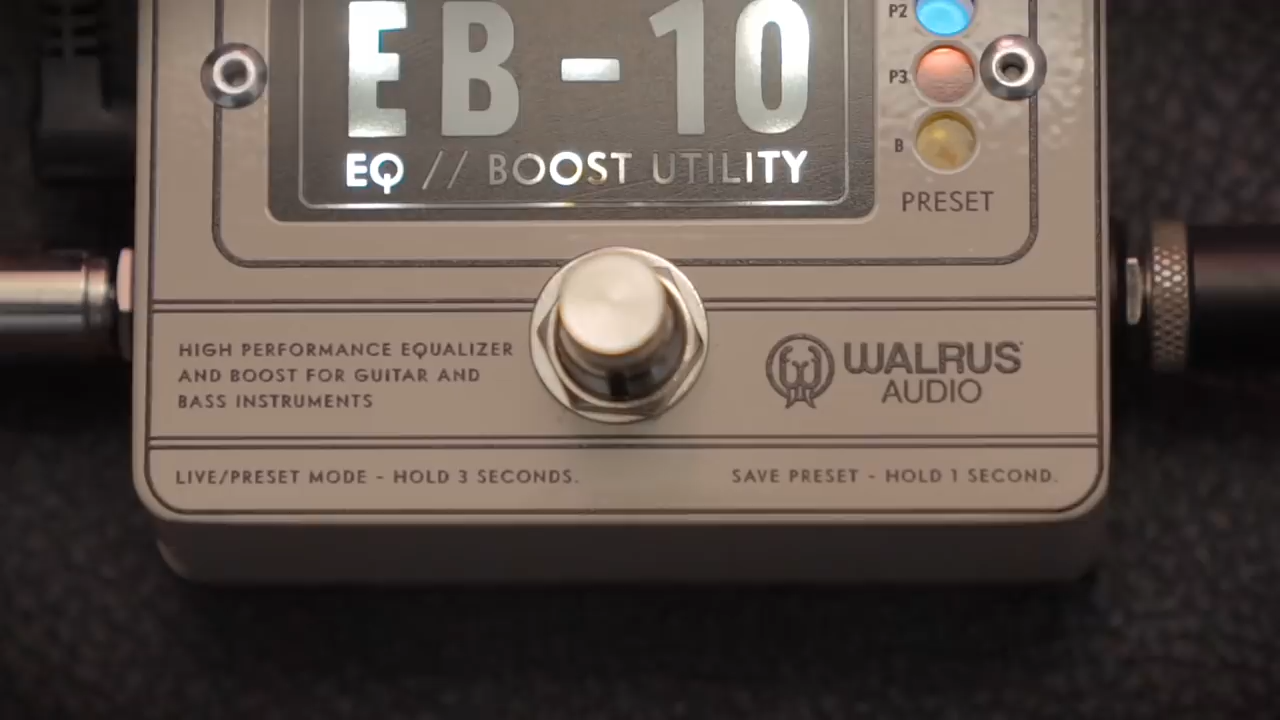 P2
EB-10
P3
EQ // BOOST UTILITY
B
PRESET
HIGH PERFORMANCE EQUALIZER
AND BOOST FOR GUITAR AND
BASS INSTRUMENTS
WALRUS
AUDIO
LIVE/PRESET MODE - HOLD 3 SECONDS.
SAVE PRESET - HOLD 1 SECOND.